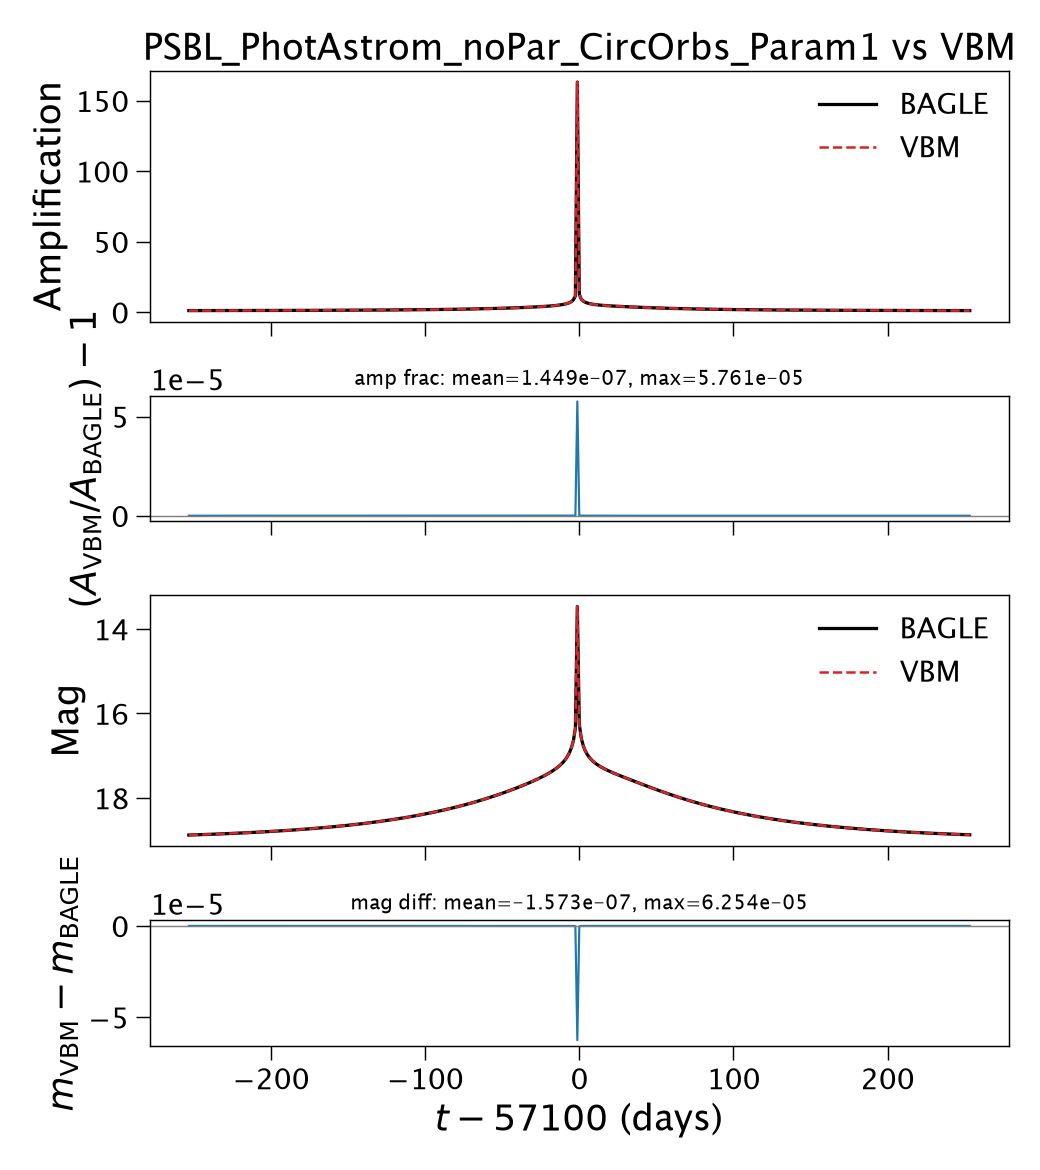 PSBL_PhotAstrom_noPar_CircOrbs_Param1 vs VBM
Amplification
150
100
50
0
BAGLE
VBM
(A_VBM/A_BAGLE) − 1
1e−5
amp frac: mean=1.449e−07, max=5.761e−05
5
0
Mag
14
16
18
BAGLE
VBM
m_VBM − m_BAGLE
1e−5
mag diff: mean=−1.573e−07, max=6.254e−05
0
−5
−200 −100 0 100 200
t − 57100 (days)